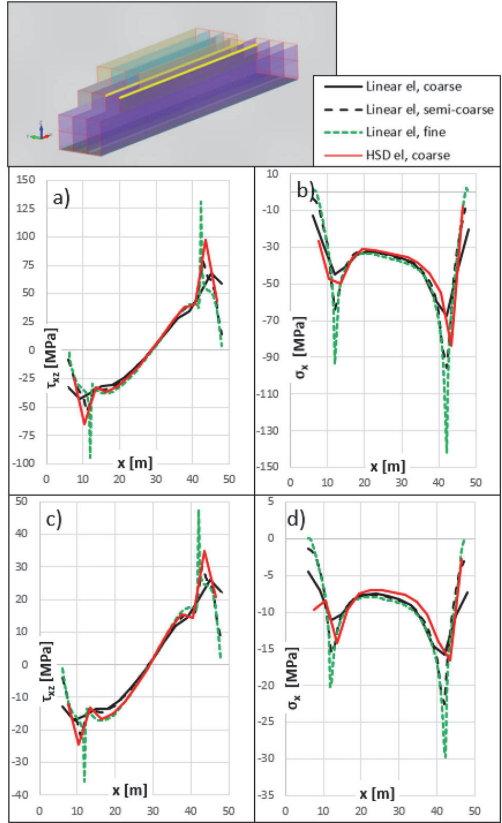 Linear el, coarse
Linear el, semi-coarse
Linear el, fine
HSD el, coarse
a)
150
125
100
75
50
25
0
-25
-50
-75
-100
τxz [MPa]
0 10 20 30 40 50
x [m]
b)
10
-10
-30
-50
-70
-90
-110
-130
-150
σx [MPa]
0 10 20 30 40 50
x [m]
c)
50
40
30
20
10
0
-10
-20
-30
-40
τxz [MPa]
0 10 20 30 40 50
x [m]
d)
0
-5
-10
-15
-20
-25
-30
-35
σx [MPa]
0 10 20 30 40 50
x [m]